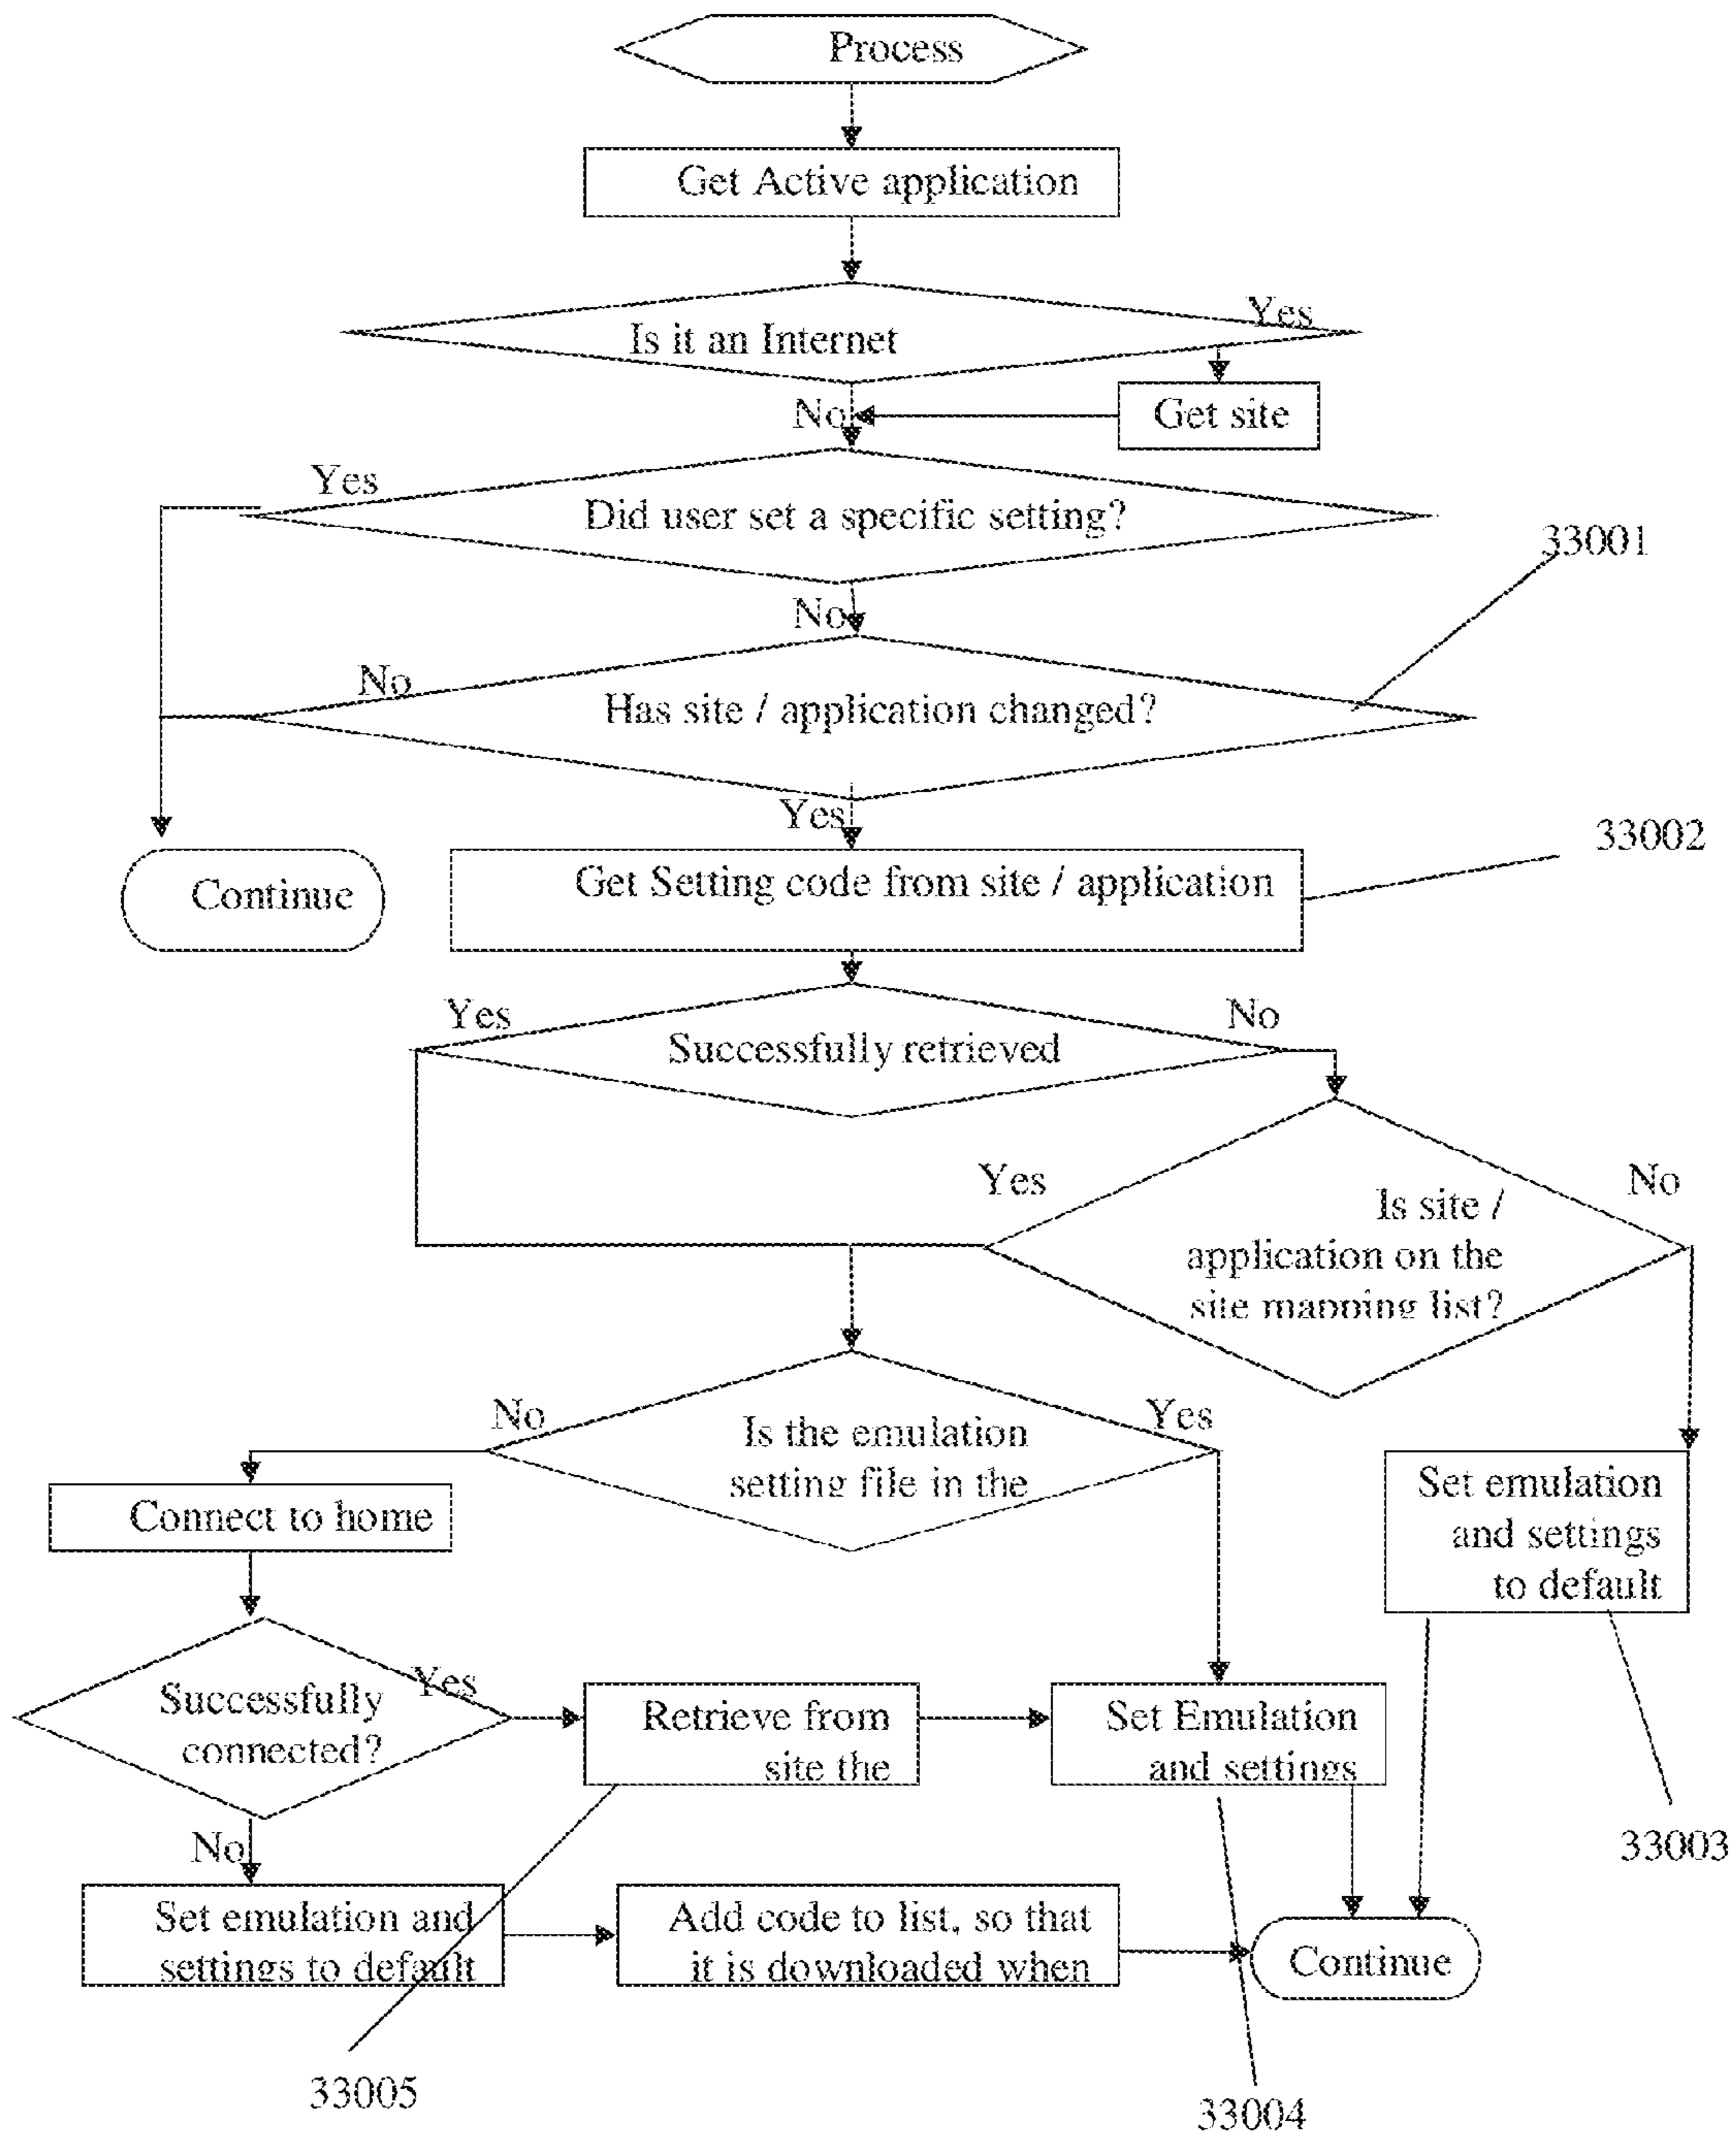 Process
Get Active application
Yes
Is it an Internet
No
Get site
Yes
Did user set a specific setting?
33001
No
No
Has site / application changed?
Yes
33002
Continue
Get Setting code from site / application
Yes
No
Successfully retrieved
Yes
No
Is site /
application on the
site mapping list?
No
Yes
Is the emulation
setting file in the
Set emulation
and settings
to default
Connect to home
Yes
Successfully
connected?
Retrieve from
site the
Set Emulation
and settings
33003
No
Set emulation and
settings to default
Add code to list, so that
it is downloaded when
Continue
33005
33004